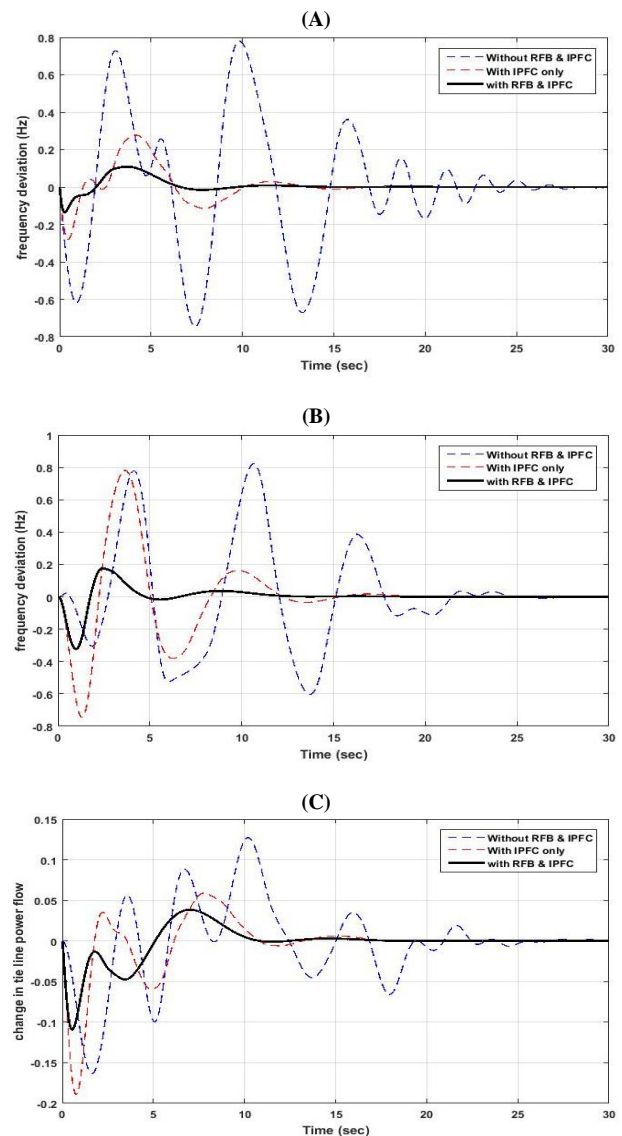 (A)
0.8
0.6
0.4
0.2
0
-0.2
-0.4
-0.6
-0.8
frequency deviation (Hz)
Without RFB & IPFC
With IPFC only
with RFB & IPFC
0 5 10 15 20 25 30
Time (sec)
(B)
1
0.8
0.6
0.4
0.2
0
-0.2
-0.4
-0.6
-0.8
frequency deviation (Hz)
Without RFB & IPFC
With IPFC only
with RFB & IPFC
0 5 10 15 20 25 30
Time (sec)
(C)
0.15
0.1
0.05
0
-0.05
-0.1
-0.15
-0.2
change in tie line power flow
Without RFB & IPFC
With IPFC only
with RFB & IPFC
0 5 10 15 20 25 30
Time (sec)